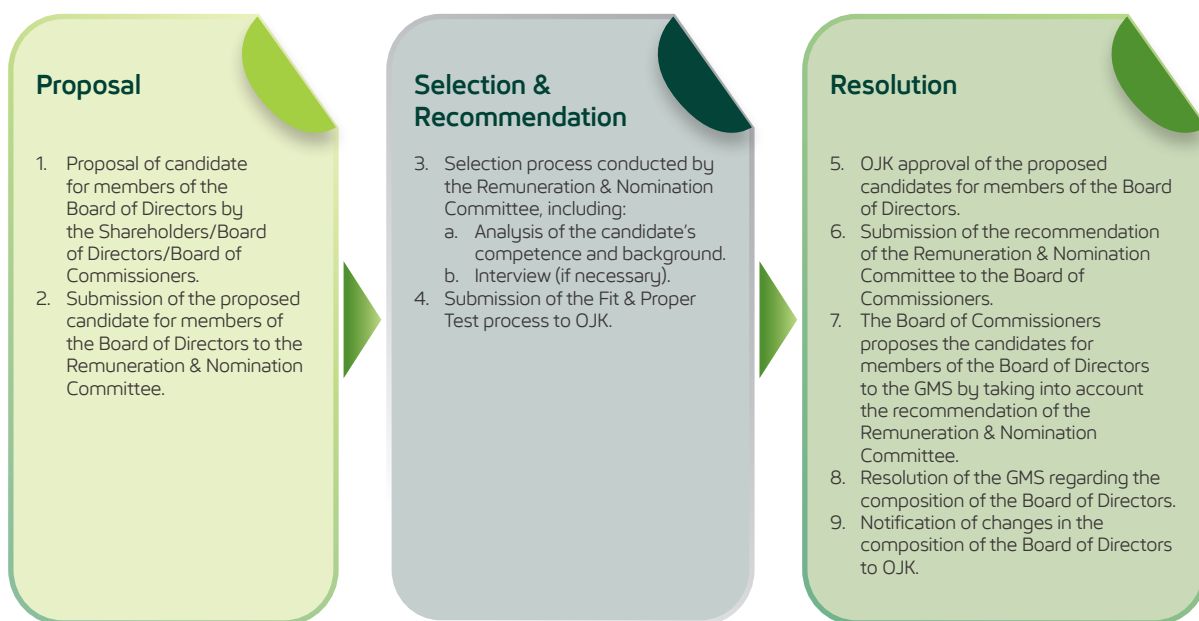 Proposal
1. Proposal of candidate
for members of the
Board of Directors by
the Shareholders/Board
of Directors/Board of
Commissioners.
2. Submission of the proposed
candidate for members of
the Board of Directors to the
Remuneration & Nomination
Committee.
Selection &
Recommendation
3. Selection process conducted by
the Remuneration & Nomination
Committee, including:
a. Analysis of the candidate's
competence and background.
b. Interview (if necessary).
4. Submission of the Fit & Proper
Test process to OJK.
Resolution
5. OJK approval of the proposed
candidates for members of the Board
of Directors.
6. Submission of the recommendation
of the Remuneration & Nomination
Committee to the Board of
Commissioners.
7. The Board of Commissioners
proposes the candidates for
members of the Board of Directors
to the GMS by taking into account
the recommendation of the
Remuneration & Nomination
Committee.
8. Resolution of the GMS regarding the
composition of the Board of Directors.
9. Notification of changes in the
composition of the Board of Directors
to OJK.